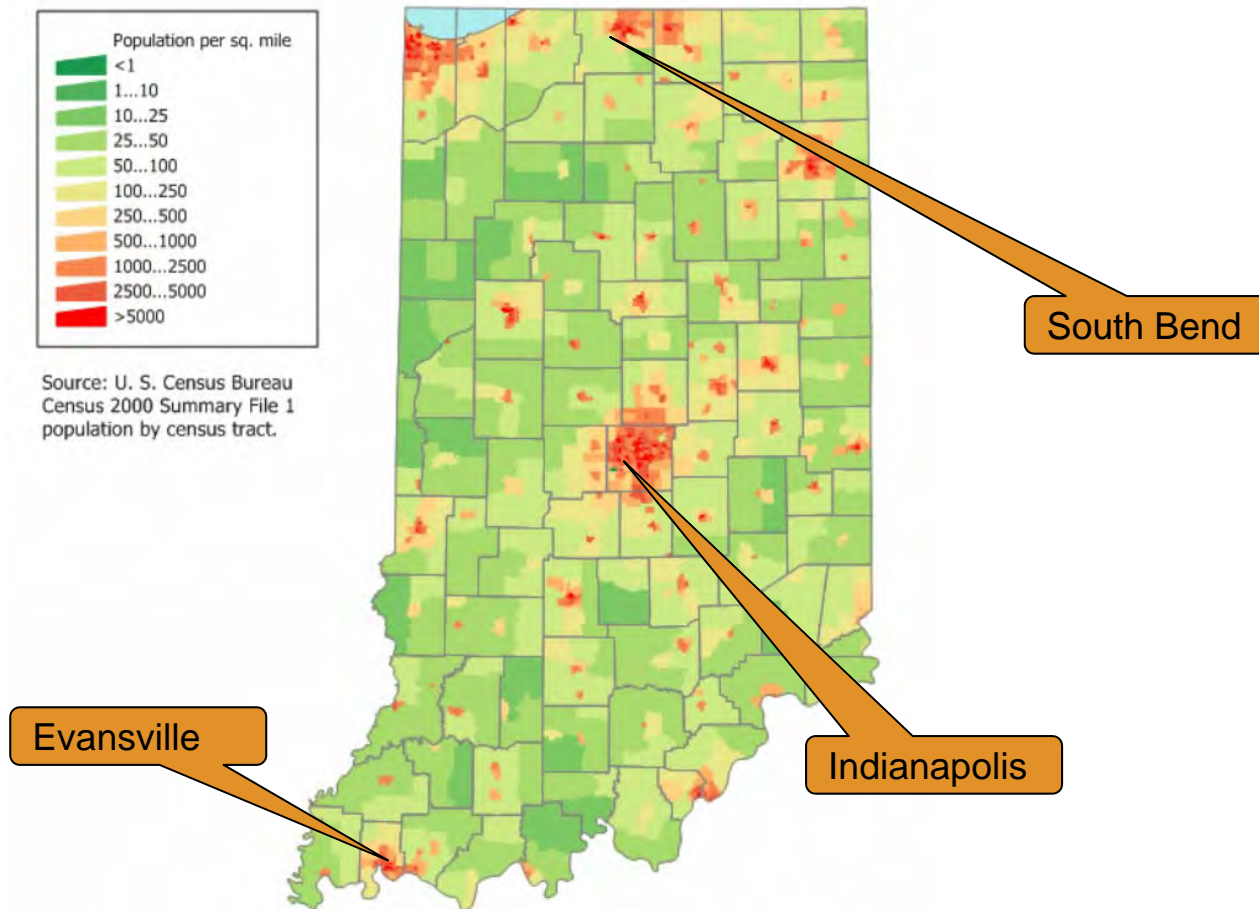 Population per sq. mile
<1
1...10
10...25
25...50
50...100
100...250
250...500
500...1000
1000...2500
2500...5000
>5000
Source: U. S. Census Bureau
Census 2000 Summary File 1
population by census tract.
South Bend
Evansville
Indianapolis